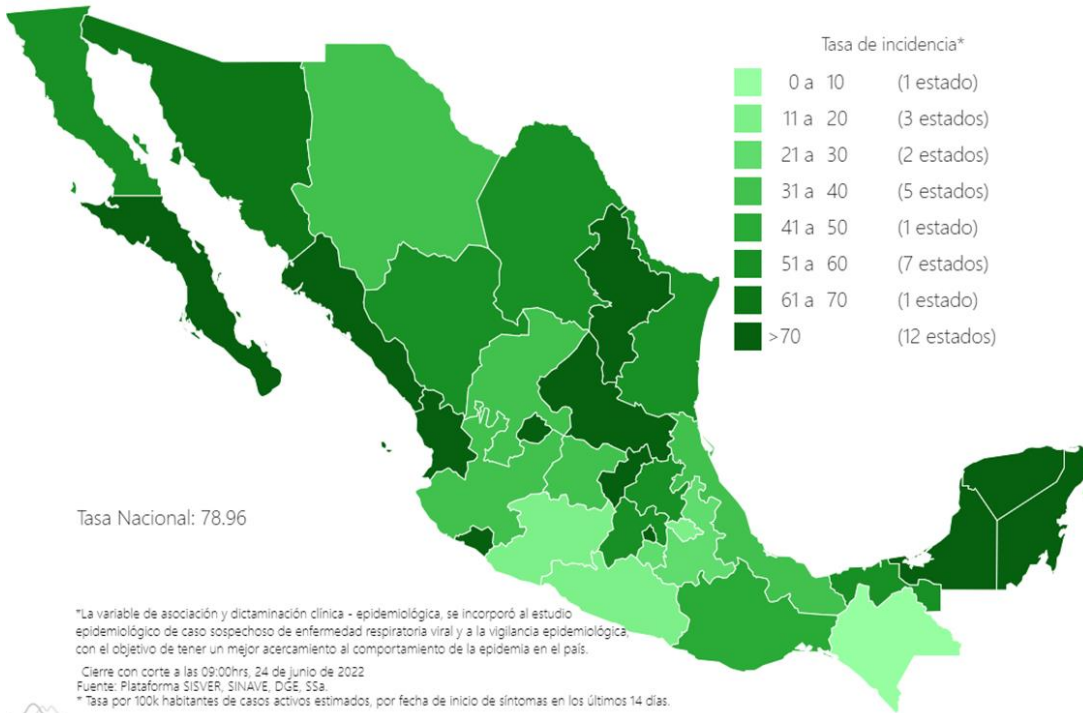 Tasa de incidencia*
0 a 10 (1 estado)
11 a 20 (3 estados)
21 a 30 (2 estados)
31 a 40 (5 estados)
41 a 50 (1 estado)
51 a 60 (7 estados)
61 a 70 (1 estado)
>70 (12 estados)
Tasa Nacional: 78.96
*La variable de asociación y dictaminación clínica - epidemiológica, se incorporó al estudio
epidemiológico de caso sospechoso de enfermedad respiratoria viral y a la vigilancia epidemiológica,
con el objetivo de tener un mejor acercamiento al comportamiento de la epidemia en el país.
Cierre con corte a las 09:00hrs, 24 de junio de 2022
Fuente: Plataforma SISVER, SINAVE, DGE, SSa.
* Tasa por 100k habitantes de casos activos estimados, por fecha de inicio de síntomas en los últimos 14 días.